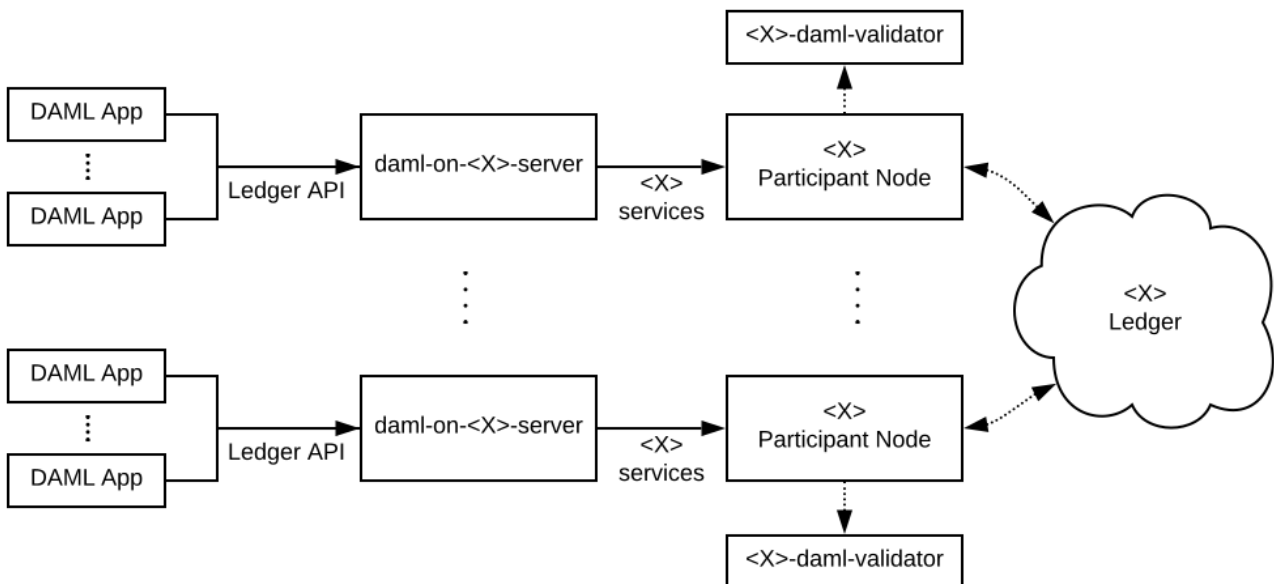 <X>-daml-validator
DAML App
DAML App
Ledger API
daml-on-<X>-server
<X>
services
<X>
Participant Node
<X>
Ledger
DAML App
DAML App
Ledger API
daml-on-<X>-server
<X>
services
<X>
Participant Node
<X>-daml-validator